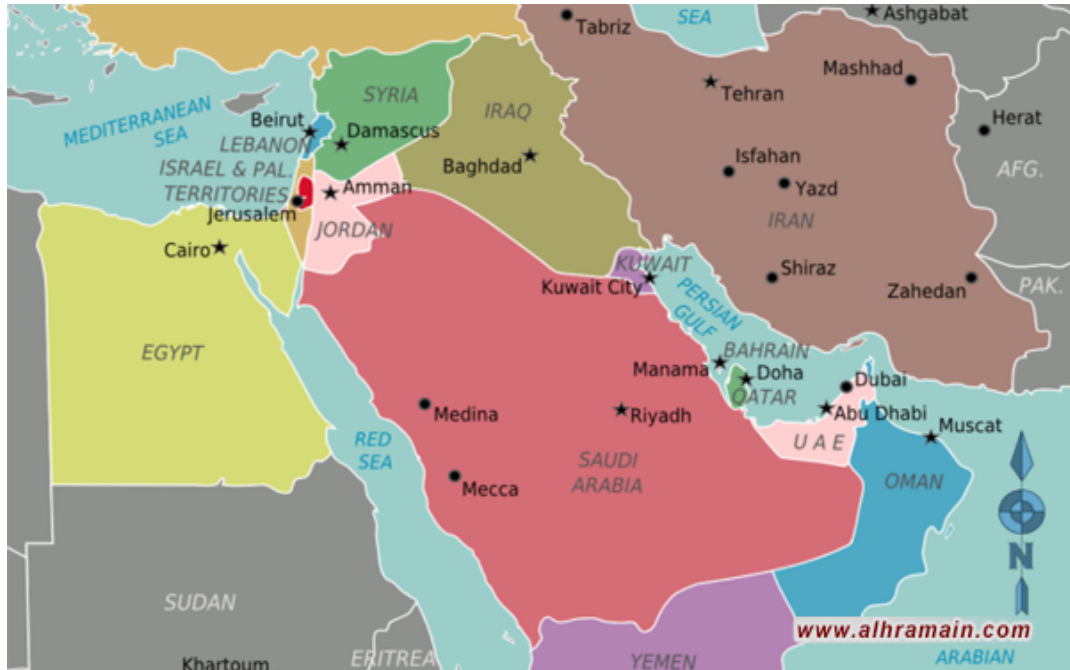 SEA
Ashgabat
Tabriz
Mashhad
Tehran
SYRIA
IRAQ
MEDITERRANEAN
SEA
Beirut
Damascus
Herat
LEBANON
Baghdad
Isfahan
AFG.
ISRAEL & PAL.
TERRITORIES
Amman
Yazd
Jerusalem
JORDAN
IRAN
Cairo
KUWAIT
Kuwait City
Shiraz
Zahedan
PAK.
PERSIAN
GULF
EGYPT
BAHRAIN
Manama
Doha
Dubai
QATAR
Medina
Riyadh
Abu Dhabi
Muscat
RED
SEA
U A E
SAUDI
ARABIA
Mecca
OMAN
N
SUDAN
www.alhramain.com
Khartoum
ERITREA
YEMEN
ARABIAN